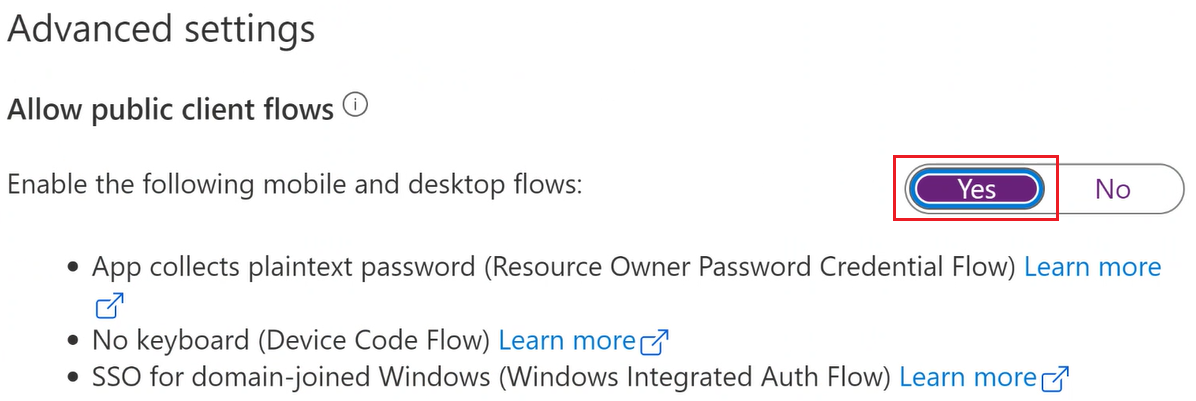 Advanced settings
Allow public client flows
Enable the following mobile and desktop flows: Yes No
• App collects plaintext password (Resource Owner Password Credential Flow) Learn more
• No keyboard (Device Code Flow) Learn more
• SSO for domain-joined Windows (Windows Integrated Auth Flow) Learn more